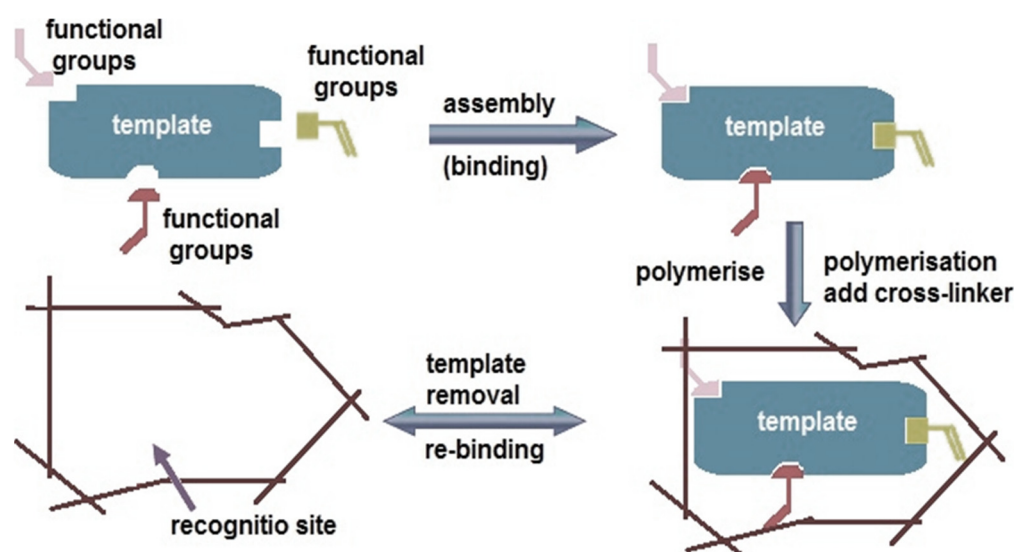 functional
groups
functional
groups
template
assembly
(binding)
template
functional
groups
polymerise
polymerisation
add cross-linker
template
removal
re-binding
template
recognitio site